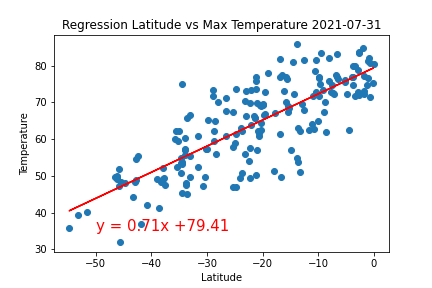 Regression Latitude vs Max Temperature 2021-07-31
80
70
60
50
40
30
Temperature
y = 0.71x +79.41
−50 −40 −30 −20 −10 0
Latitude